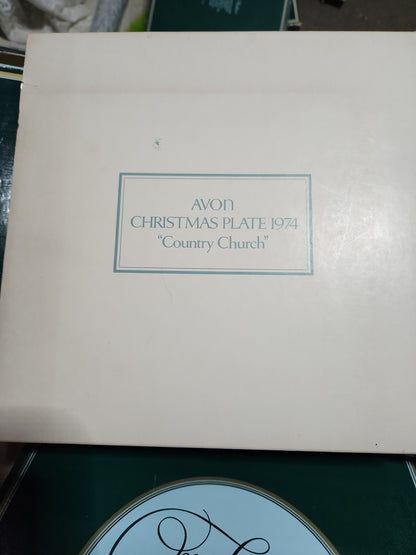 AVON
CHRISTMAS PLATE 1974
"Country Church"